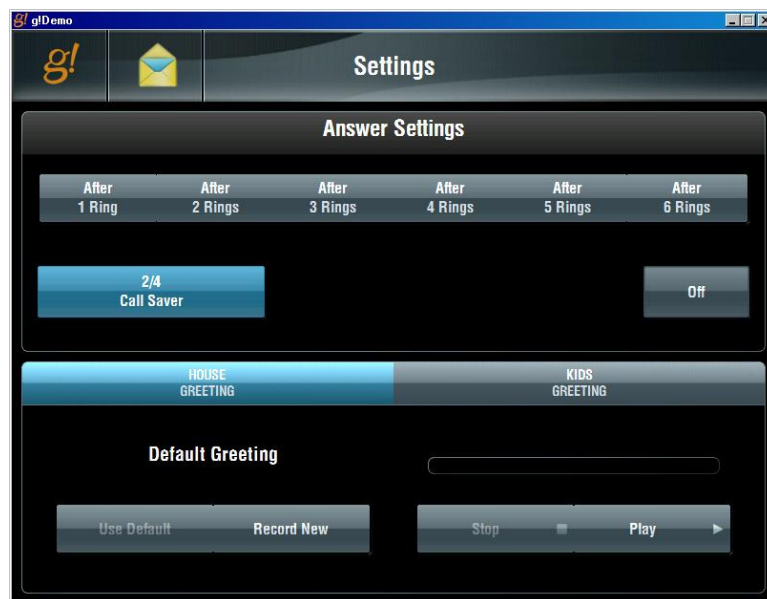 g! g!Demo
g!
Settings
Answer Settings
After After After After After After
1 Ring 2 Rings 3 Rings 4 Rings 5 Rings 6 Rings
2/4
Call Saver
Off
HOUSE
GREETING
KIDS
GREETING
Default Greeting
Use Default Record New Stop Play